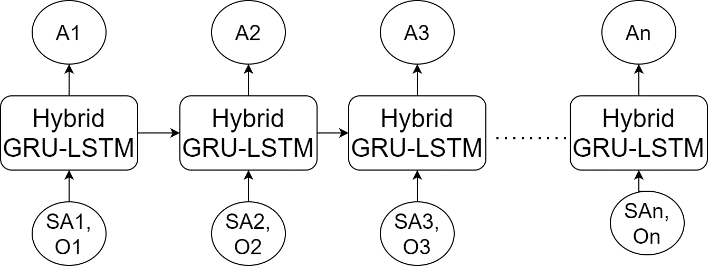 A1
A2
A3
An
Hybrid
GRU-LSTM
Hybrid
GRU-LSTM
Hybrid
GRU-LSTM
Hybrid
GRU-LSTM
SA1,
O1
SA2,
O2
SA3,
O3
SAn,
On